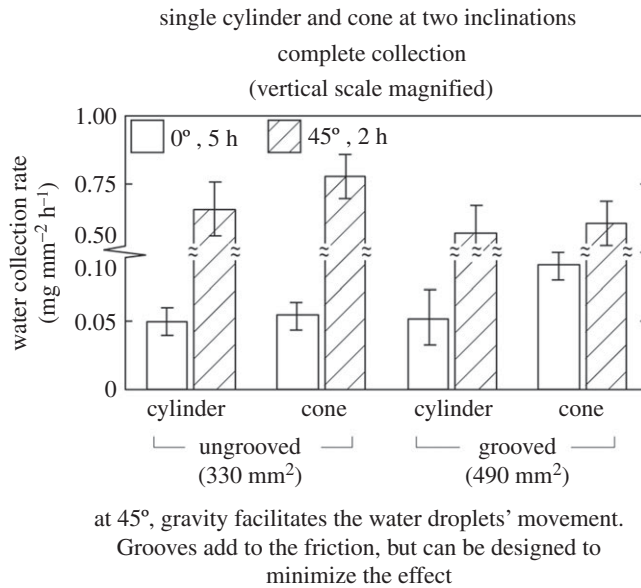 single cylinder and cone at two inclinations
complete collection
(vertical scale magnified)
1.00
0º , 5 h
45º , 2 h
0.75
0.50
0.10
0.05
0
water collection rate
(mg mm⁻² h⁻¹)
cylinder cone cylinder cone
ungrooved grooved
(330 mm²) (490 mm²)
at 45º, gravity facilitates the water droplets’ movement.
Grooves add to the friction, but can be designed to
minimize the effect